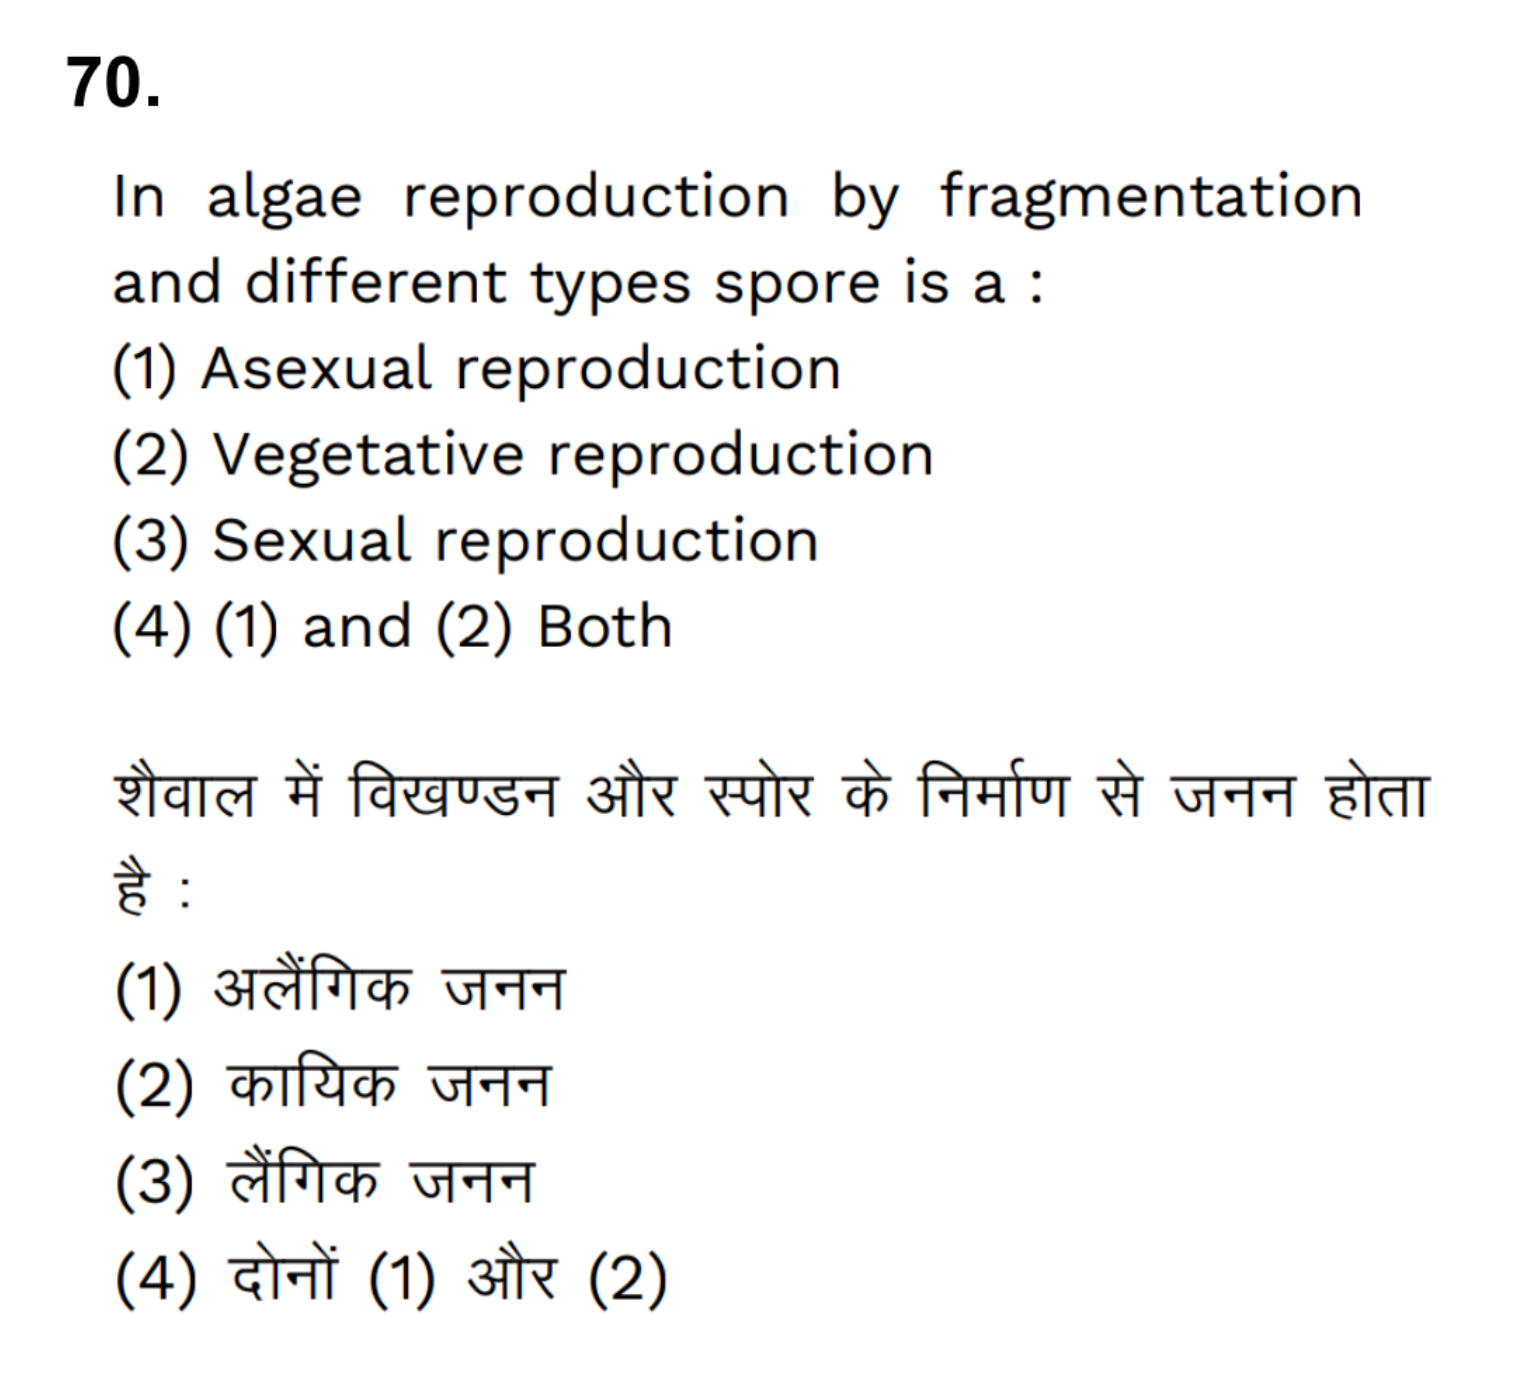 70.
In algae reproduction by fragmentation
and different types spore is a :
(1) Asexual reproduction
(2) Vegetative reproduction
(3) Sexual reproduction
(4) (1) and (2) Both
शैवाल में विखण्डन और स्पोर के निर्माण से जनन होता
है :
(1) अलैंगिक जनन
(2) कायिक जनन
(3) लैंगिक जनन
(4) दोनों (1) और (2)